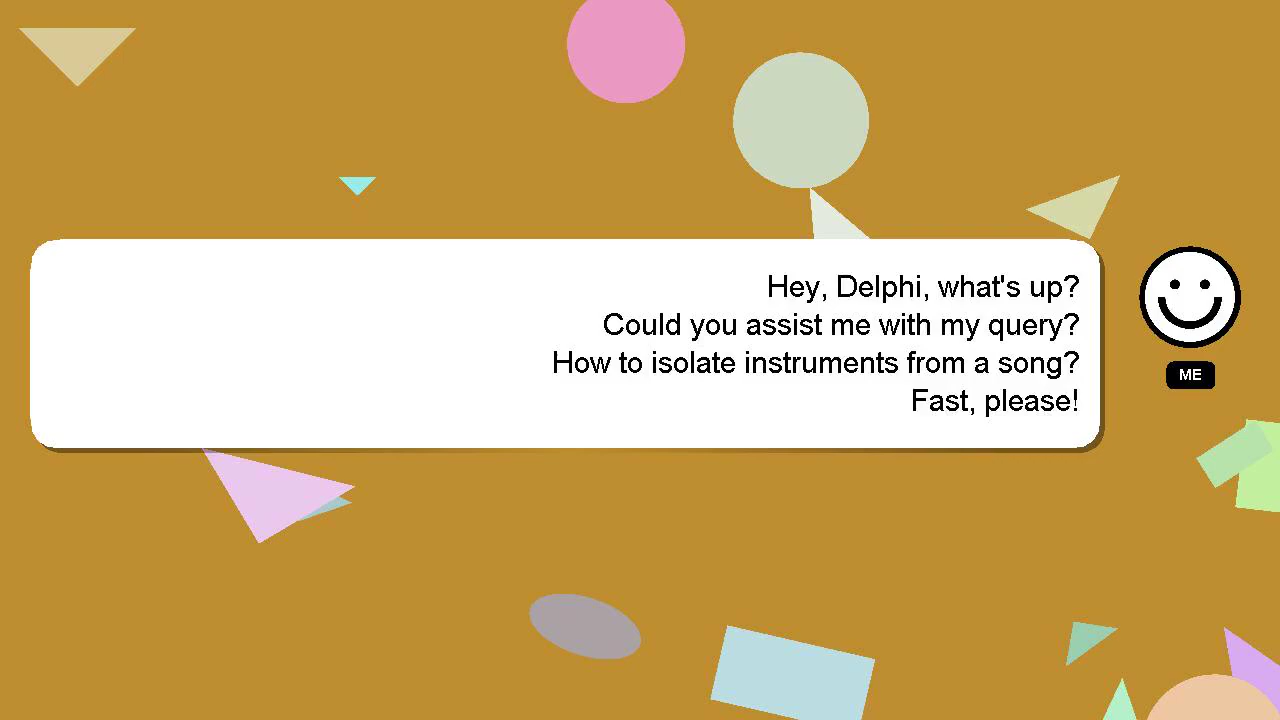 Hey, Delphi, what's up?
Could you assist me with my query?
How to isolate instruments from a song?
Fast, please!
ME